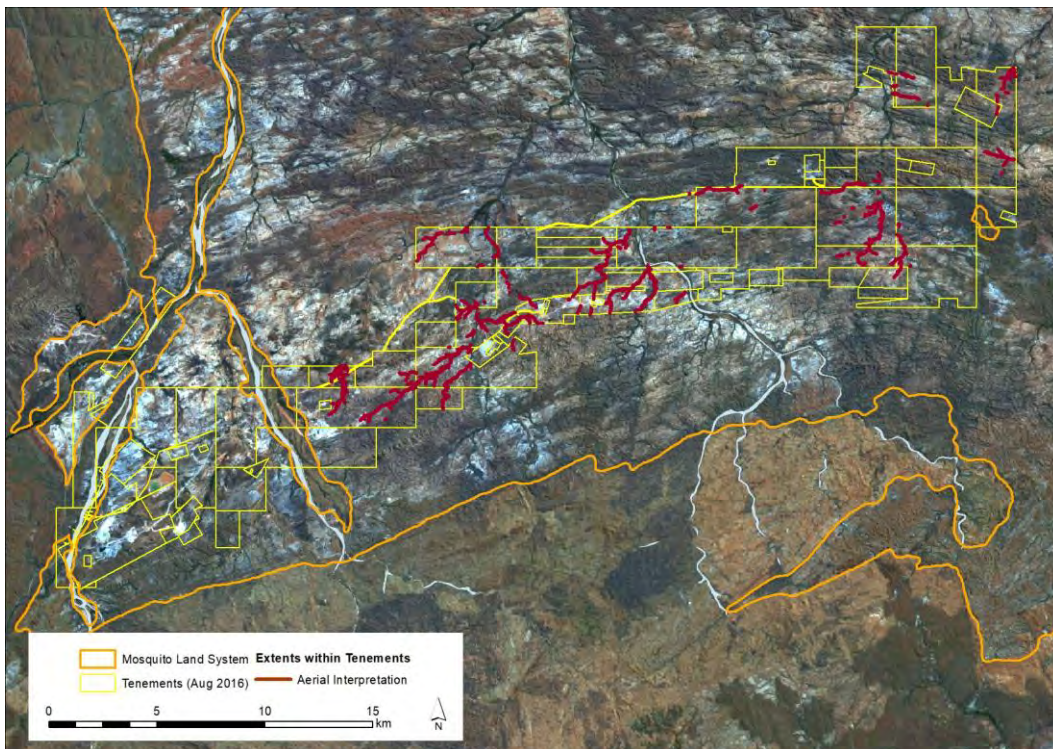 Mosquito Land System Extents within Tenements
Tenements (Aug 2016) Aerial Interpretation
0 5 10 15
km
N